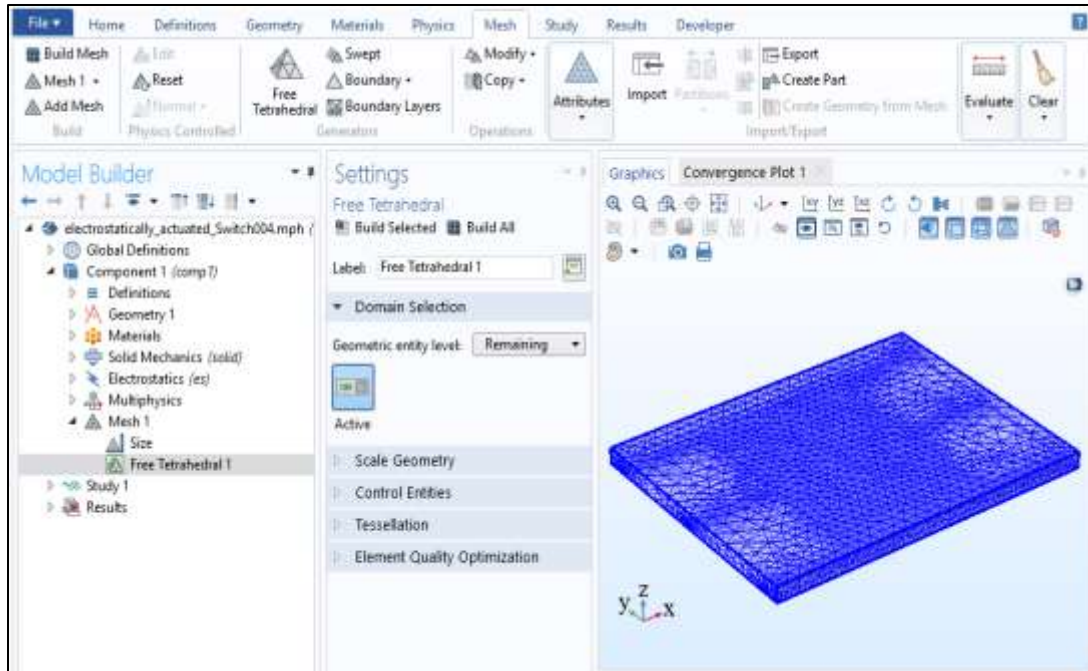 File Home Definitions Geometry Materials Physics Mesh Study Results Developer
Build Mesh
Mesh 1
Add Mesh
Build
Edit
Reset
Normal
Physics Controlled
Free
Tetrahedral
Swept
Boundary
Boundary Layers
Generators
Modify
Copy
Operations
Attributes
Import
Partitions
Export
Create Part
Create Geometry from Mesh
Import/Export
Evaluate
Clear
Model Builder
electrostatically_actuated_Switch004.mph
Global Definitions
Component 1 (comp1)
Definitions
Geometry 1
Materials
Solid Mechanics (solid)
Electrostatics (es)
Multiphysics
Mesh 1
Size
Free Tetrahedral 1
Study 1
Results
Settings
Free Tetrahedral
Build Selected Build All
Label: Free Tetrahedral 1
Domain Selection
Geometric entity level: Remaining
Active
Scale Geometry
Control Entities
Tessellation
Element Quality Optimization
Graphics Convergence Plot 1
xy yz xz
z
y x